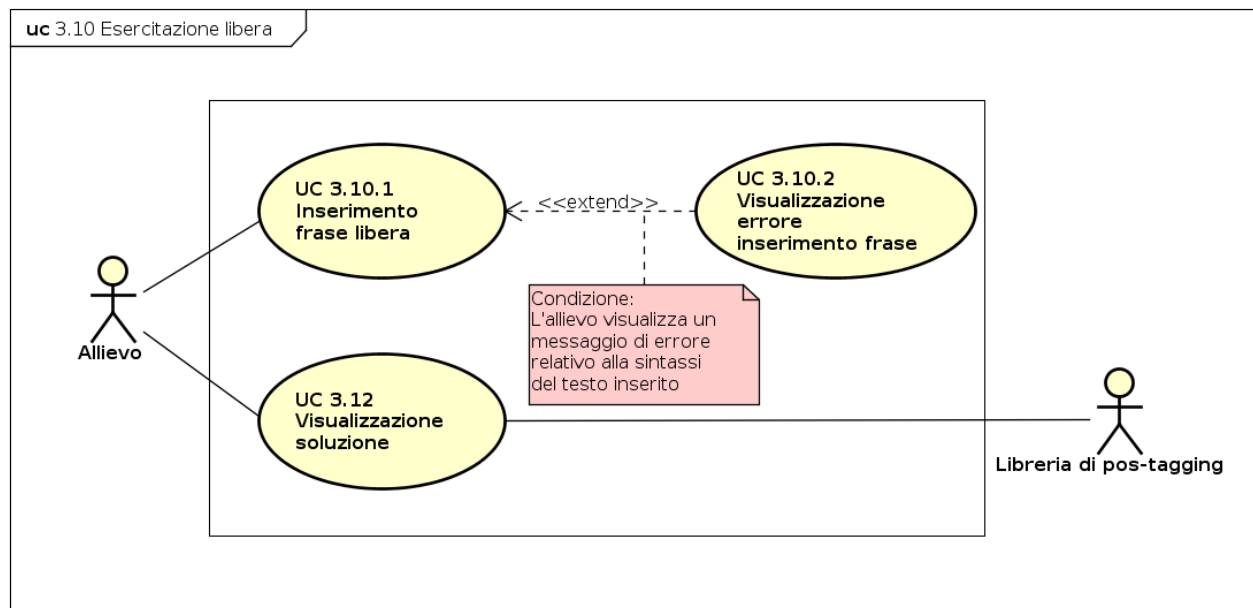 uc 3.10 Esercitazione libera
UC 3.10.1
Inserimento
frase libera
<<extend>>
UC 3.10.2
Visualizzazione
errore
inserimento frase
Condizione:
L'allievo visualizza un
messaggio di errore
relativo alla sintassi
del testo inserito
Allievo
UC 3.12
Visualizzazione
soluzione
Libreria di pos-tagging